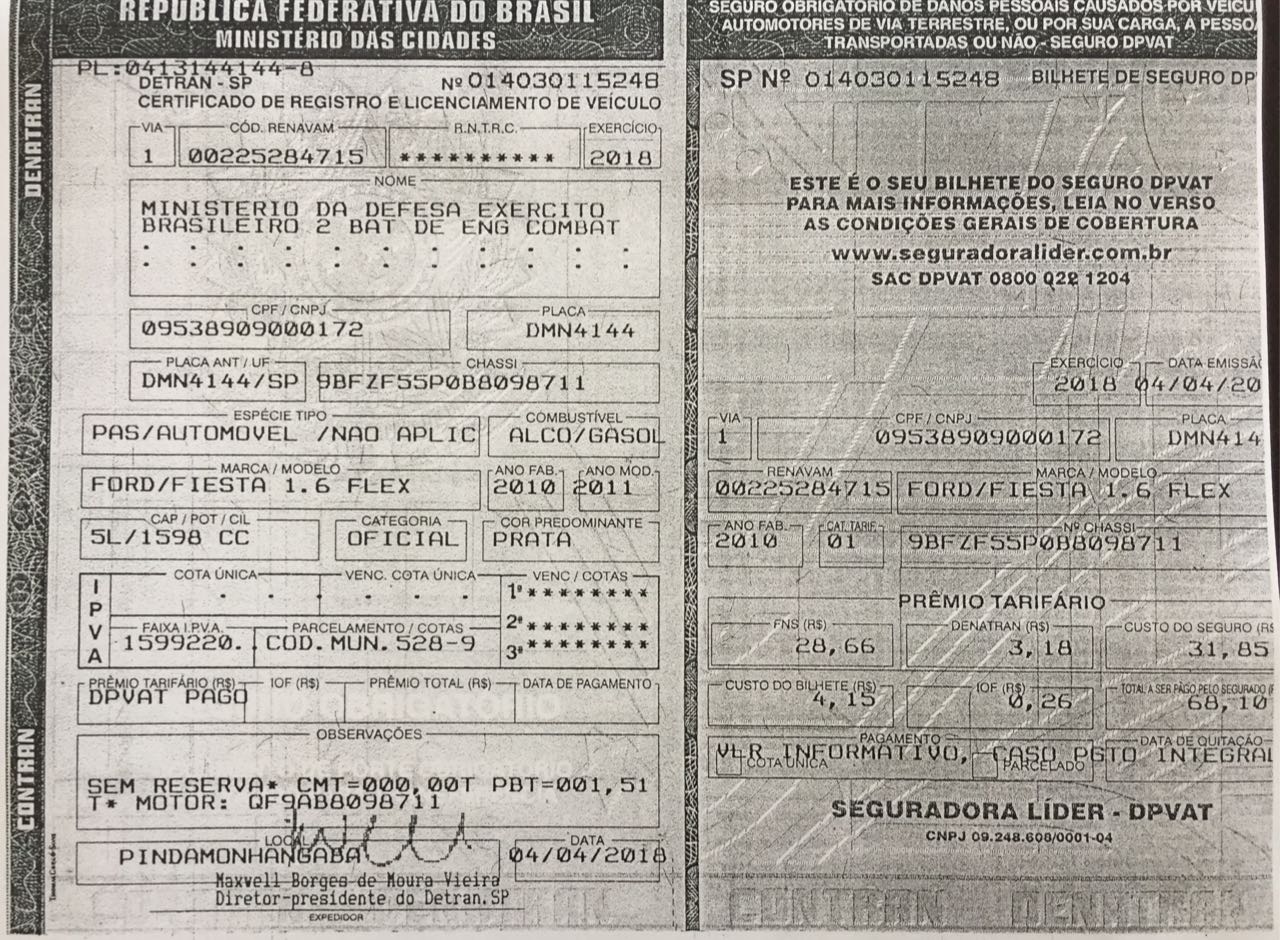 REPÚBLICA FEDERATIVA DO BRASIL
MINISTÉRIO DAS CIDADES
PL:0413144144-8
DETRAN - SP Nº 014030115248
CERTIFICADO DE REGISTRO E LICENCIAMENTO DE VEÍCULO
VIA CÓD. RENAVAM R.N.T.R.C. EXERCÍCIO
1 00225284715 ********** 2018
NOME
MINISTERIO DA DEFESA EXERCITO
BRASILEIRO 2 BAT DE ENG COMBAT
CPF / CNPJ PLACA
09538909000172 DMN4144
PLACA ANT / UF CHASSI
DMN4144/SP 9BFZF55P0B8098711
ESPÉCIE TIPO COMBUSTÍVEL
PAS/AUTOMOVEL /NAO APLIC ALCO/GASOL
MARCA / MODELO ANO FAB. ANO MOD.
FORD/FIESTA 1.6 FLEX 2010 2011
CAP / POT / CIL CATEGORIA COR PREDOMINANTE
5L/1598 CC OFICIAL PRATA
IPVA
COTA ÚNICA VENC. COTA ÚNICA VENC / COTAS
1ª ********
FAIXA I.P.V.A. PARCELAMENTO / COTAS 2ª ********
1599220. COD. MUN. 528-9 3ª ********
PRÊMIO TARIFÁRIO (R$) IOF (R$) PRÊMIO TOTAL (R$) DATA DE PAGAMENTO
DPVAT PAGO
OBSERVAÇÕES
SEM RESERVA* CMT=000,00T PBT=001,51
T* MOTOR: QF9AB8098711
LOCAL DATA
PINDAMONHANGABA 04/04/2018
Maxwell Borges de Moura Vieira
Diretor-presidente do Detran.SP
EXPEDIDOR
DENATRAN
CONTRAN
SEGURO OBRIGATÓRIO DE DANOS PESSOAIS CAUSADOS POR VEÍCU
AUTOMOTORES DE VIA TERRESTRE, OU POR SUA CARGA, A PESSOA
TRANSPORTADAS OU NÃO - SEGURO DPVAT
SP Nº 014030115248 BILHETE DE SEGURO DP
ESTE É O SEU BILHETE DO SEGURO DPVAT
PARA MAIS INFORMAÇÕES, LEIA NO VERSO
AS CONDIÇÕES GERAIS DE COBERTURA
www.seguradoralider.com.br
SAC DPVAT 0800 022 1204
EXERCÍCIO DATA EMISSÃ
2018 04/04/20
VIA CPF / CNPJ PLACA
1 09538909000172 DMN414
RENAVAM MARCA / MODELO
00225284715 FORD/FIESTA 1.6 FLEX
ANO FAB. CAT. TARIF. Nº CHASSI
2010 01 9BFZF55P0B8098711
PRÊMIO TARIFÁRIO
FNS (R$) DENATRAN (R$) CUSTO DO SEGURO (R$
28,66 3,18 31,85
CUSTO DO BILHETE (R$) IOF (R$) TOTAL A SER PAGO PELO SEGURADO (R
4,15 0,26 68,10
PAGAMENTO DATA DE QUITAÇÃO
VLR INFORMATIVO, CASO PGTO INTEGRAL
COTA ÚNICA PARCELADO
SEGURADORA LÍDER - DPVAT
CNPJ 09.248.608/0001-04
CONTRAN DENATRAN